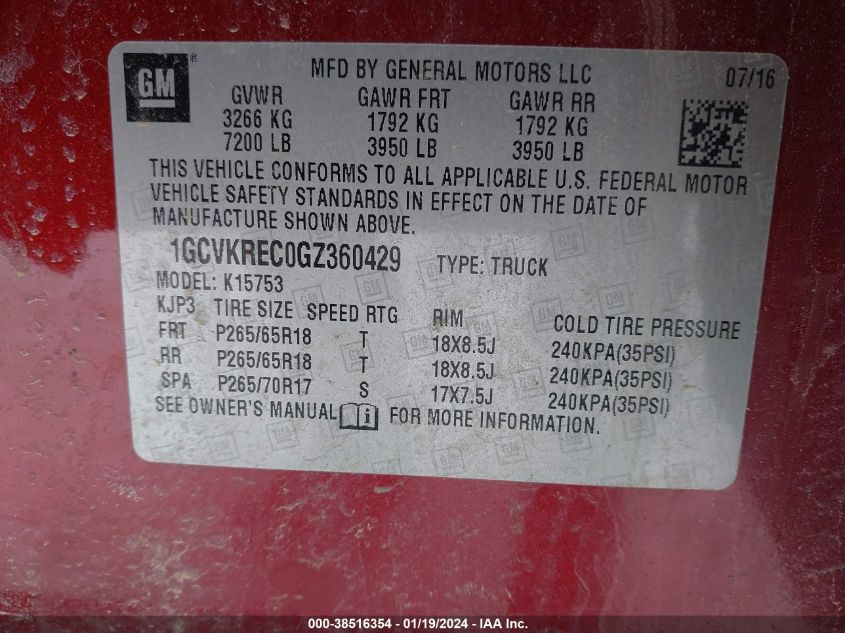 GM ®
MFD BY GENERAL MOTORS LLC 07/16
GVWR GAWR FRT GAWR RR
3266 KG 1792 KG 1792 KG
7200 LB 3950 LB 3950 LB
THIS VEHICLE CONFORMS TO ALL APPLICABLE U.S. FEDERAL MOTOR
VEHICLE SAFETY STANDARDS IN EFFECT ON THE DATE OF
MANUFACTURE SHOWN ABOVE.
1GCVKREC0GZ360429 TYPE: TRUCK
MODEL: K15753
KJP3 TIRE SIZE SPEED RTG RIM COLD TIRE PRESSURE
FRT P265/65R18 T 18X8.5J 240KPA(35PSI)
RR P265/65R18 T 18X8.5J 240KPA(35PSI)
SPA P265/70R17 S 17X7.5J 240KPA(35PSI)
SEE OWNER'S MANUAL i FOR MORE INFORMATION.
000-38516354 - 01/19/2024 - IAA Inc.